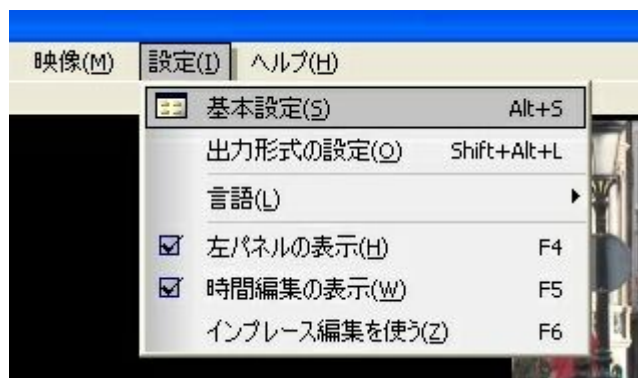 映像(M) 設定(I) ヘルプ(H)
基本設定(S) Alt+S
出力形式の設定(O) Shift+Alt+L
言語(L)
左パネルの表示(H) F4
時間編集の表示(W) F5
インプレース編集を使う(Z) F6